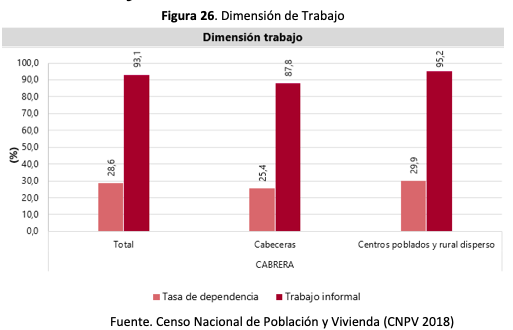 Figura 26. Dimensión de Trabajo
Dimensión trabajo
100,0
90,0
80,0
70,0
60,0
50,0
40,0
30,0
20,0
10,0
0,0
(%)
28,6
93,1
25,4
87,8
29,9
95,2
Total
Cabeceras
Centros poblados y rural disperso
CABRERA
Tasa de dependencia
Trabajo informal
Fuente. Censo Nacional de Población y Vivienda (CNPV 2018)